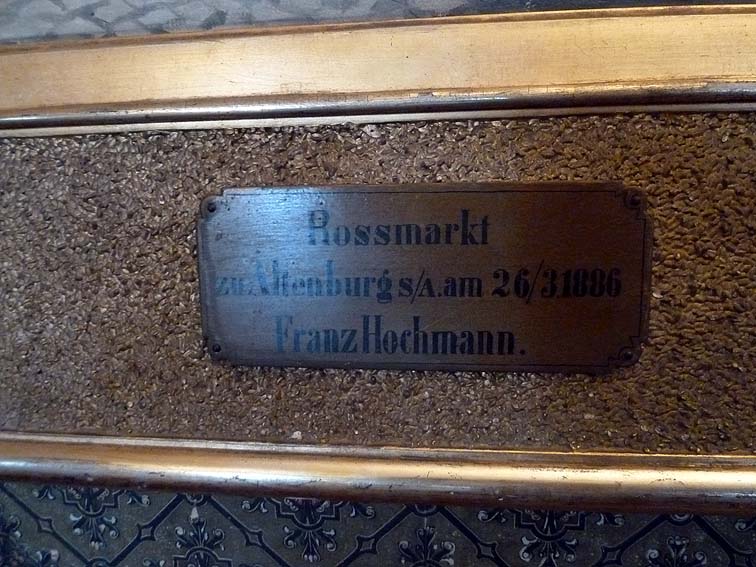 Rossmarkt
zu Altenburg S/A. am 26/3.1886
Franz Hochmann.